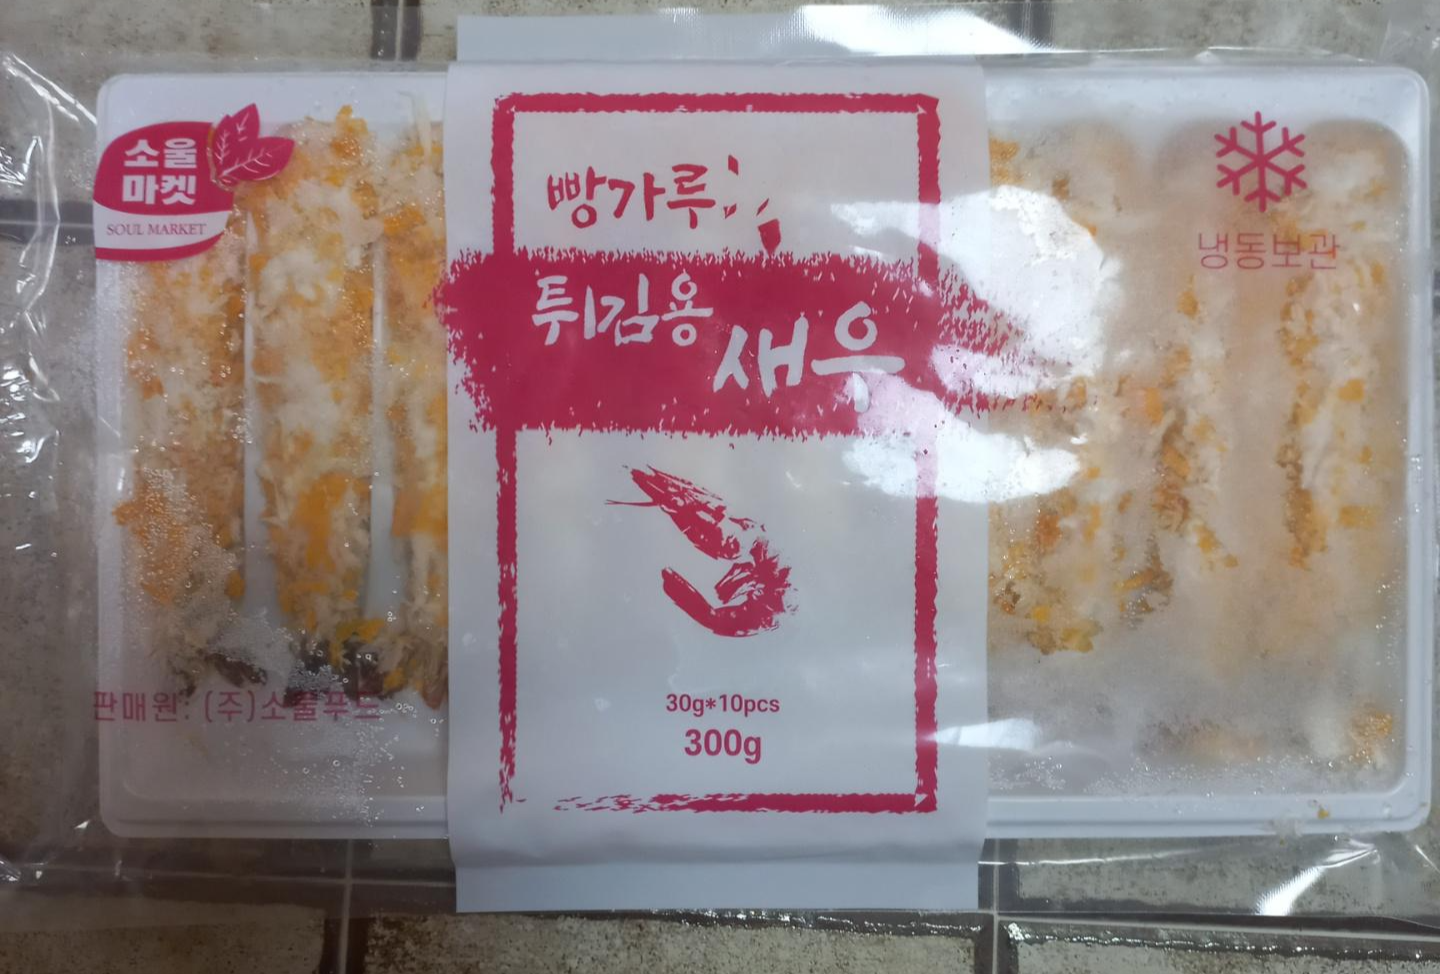 소울
마켓
SOUL MARKET
빵가루
튀김용
새우
냉동보관
30g*10pcs
300g
판매원: (주)소울푸드